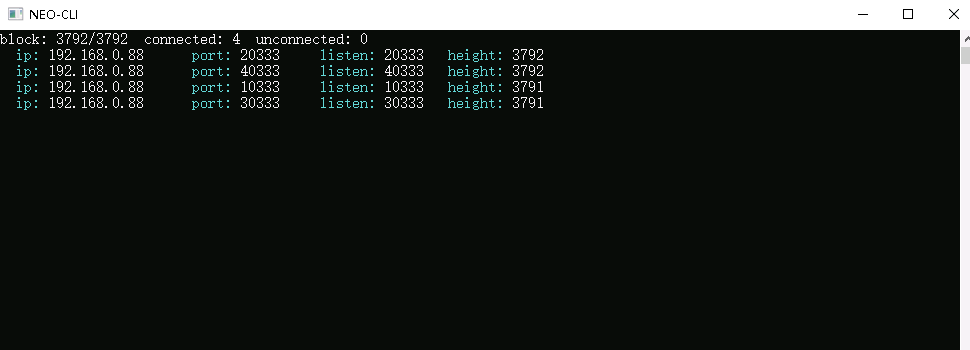 NEO-CLI
block: 3792/3792  connected: 4  unconnected: 0
ip: 192.168.0.88      port: 20333     listen: 20333   height: 3792
ip: 192.168.0.88      port: 40333     listen: 40333   height: 3792
ip: 192.168.0.88      port: 10333     listen: 10333   height: 3791
ip: 192.168.0.88      port: 30333     listen: 30333   height: 3791